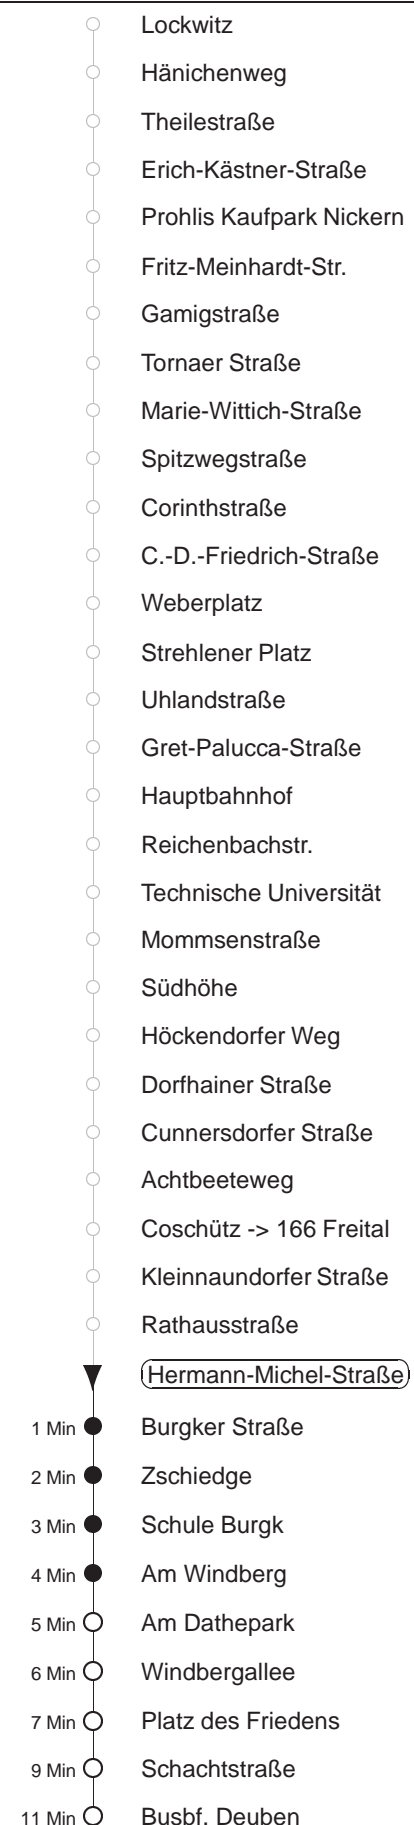 Lockwitz
Hänichenweg
Theilestraße
Erich-Kästner-Straße
Prohlis Kaufpark Nickern
Fritz-Meinhardt-Str.
Gamigstraße
Tornaer Straße
Marie-Wittich-Straße
Spitzwegstraße
Corinthstraße
C.-D.-Friedrich-Straße
Weberplatz
Strehlener Platz
Uhlandstraße
Gret-Palucca-Straße
Hauptbahnhof
Reichenbachstr.
Technische Universität
Mommsenstraße
Südhöhe
Höckendorfer Weg
Dorfhainer Straße
Cunnersdorfer Straße
Achtbeeteweg
Coschütz -> 166 Freital
Kleinnaundorfer Straße
Rathausstraße
Hermann-Michel-Straße
1 Min Burgker Straße
2 Min Zschiedge
3 Min Schule Burgk
4 Min Am Windberg
5 Min Am Dathepark
6 Min Windbergallee
7 Min Platz des Friedens
9 Min Schachtstraße
11 Min Busbf. Deuben